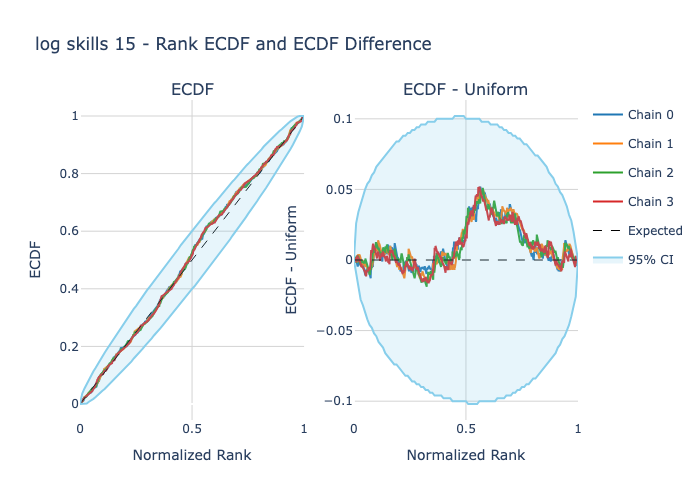 log skills 15 - Rank ECDF and ECDF Difference
ECDF
ECDF - Uniform
1
0.8
0.6
0.4
0.2
0
ECDF
0
0.5
1
Normalized Rank
0.1
0.05
0
−0.05
−0.1
ECDF - Uniform
0
0.5
1
Normalized Rank
Chain 0
Chain 1
Chain 2
Chain 3
Expected
95% CI